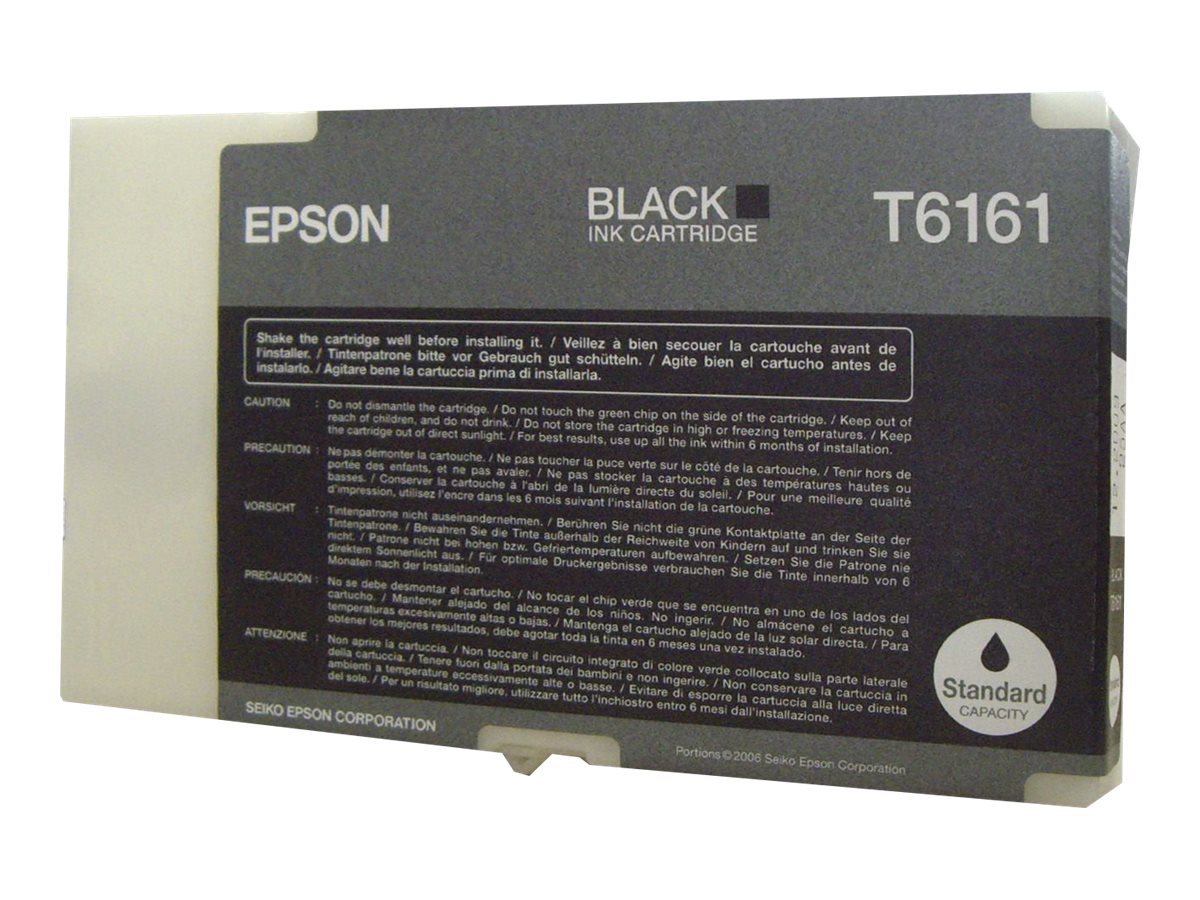 EPSON
BLACK
INK CARTRIDGE
T6161
Shake the cartridge well before installing it. / Veillez à bien secouer la cartouche avant de
l'installer. / Tintenpatrone bitte vor Gebrauch gut schütteln. / Agite bien el cartucho antes de
instalarlo. / Agitare bene la cartuccia prima di installarla.
CAUTION : Do not dismantle the cartridge. / Do not touch the green chip on the side of the cartridge. / Keep out of
reach of children, and do not drink. / Do not store the cartridge in high or freezing temperatures. / Keep
the cartridge out of direct sunlight. / For best results, use up all the ink within 6 months of installation.
PRECAUTION : Ne pas démonter la cartouche. / Ne pas toucher la puce verte sur le côté de la cartouche. / Tenir hors de
portée des enfants, et ne pas avaler. / Ne pas stocker la cartouche à des températures hautes ou
basses. / Conserver la cartouche à l'abri de la lumière directe du soleil. / Pour une meilleure qualité
d'impression, utilisez l'encre dans les 6 mois suivant l'installation de la cartouche.
VORSICHT : Tintenpatrone nicht auseinandernehmen. / Berühren Sie nicht die grüne Kontaktplatte an der Seite der
Tintenpatrone. / Bewahren Sie die Tinte außerhalb der Reichweite von Kindern auf und trinken Sie sie
nicht. / Patrone nicht bei hohen bzw. Gefriertemperaturen aufbewahren. / Setzen Sie die Patrone nie
direktem Sonnenlicht aus. / Für optimale Druckergebnisse verbrauchen Sie die Tinte innerhalb von 6
Monaten nach der Installation.
PRECAUCIÓN : No se debe desmontar el cartucho. / No tocar el chip verde que se encuentra en uno de los lados del
cartucho. / Mantener alejado del alcance de los niños. No ingerir. / No almácene el cartucho a
temperaturas excesivamente altas o bajas. / Mantenga el cartucho alejado de la luz solar directa. / Para
obtener los mejores resultados, debe agotar toda la tinta en 6 meses una vez instalado.
ATTENZIONE : Non aprire la cartuccia. / Non toccare il circuito integrato di colore verde collocato sulla parte laterale
della cartuccia. / Tenere fuori dalla portata dei bambini e non ingerire. / Non conservare la cartuccia in
ambienti a temperature eccessivamente alte o basse. / Evitare di esporre la cartuccia alla luce diretta
del sole. / Per un risultato migliore, utilizzare tutto l'inchiostro entro 6 mesi dall'installazione.
Standard
CAPACITY
SEIKO EPSON CORPORATION
Portions©2006 Seiko Epson Corporation
BLACK
T6161